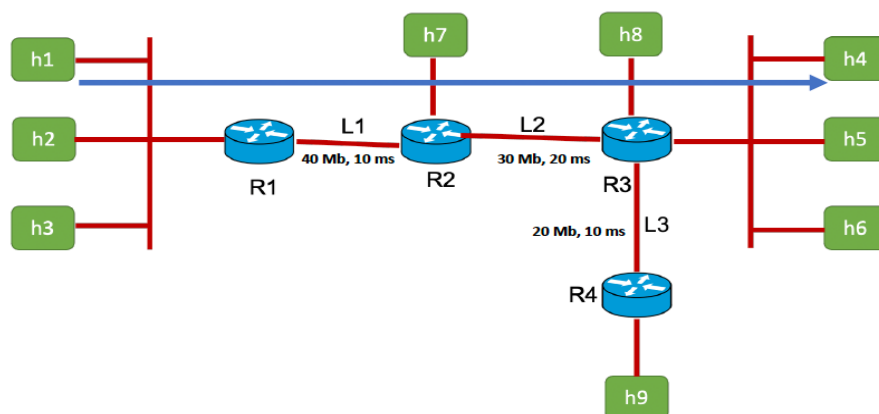 h7
h8
h1
h4
h2
L1
L2
h5
40 Mb, 10 ms
30 Mb, 20 ms
R1
R2
R3
h3
20 Mb, 10 ms
L3
h6
R4
h9